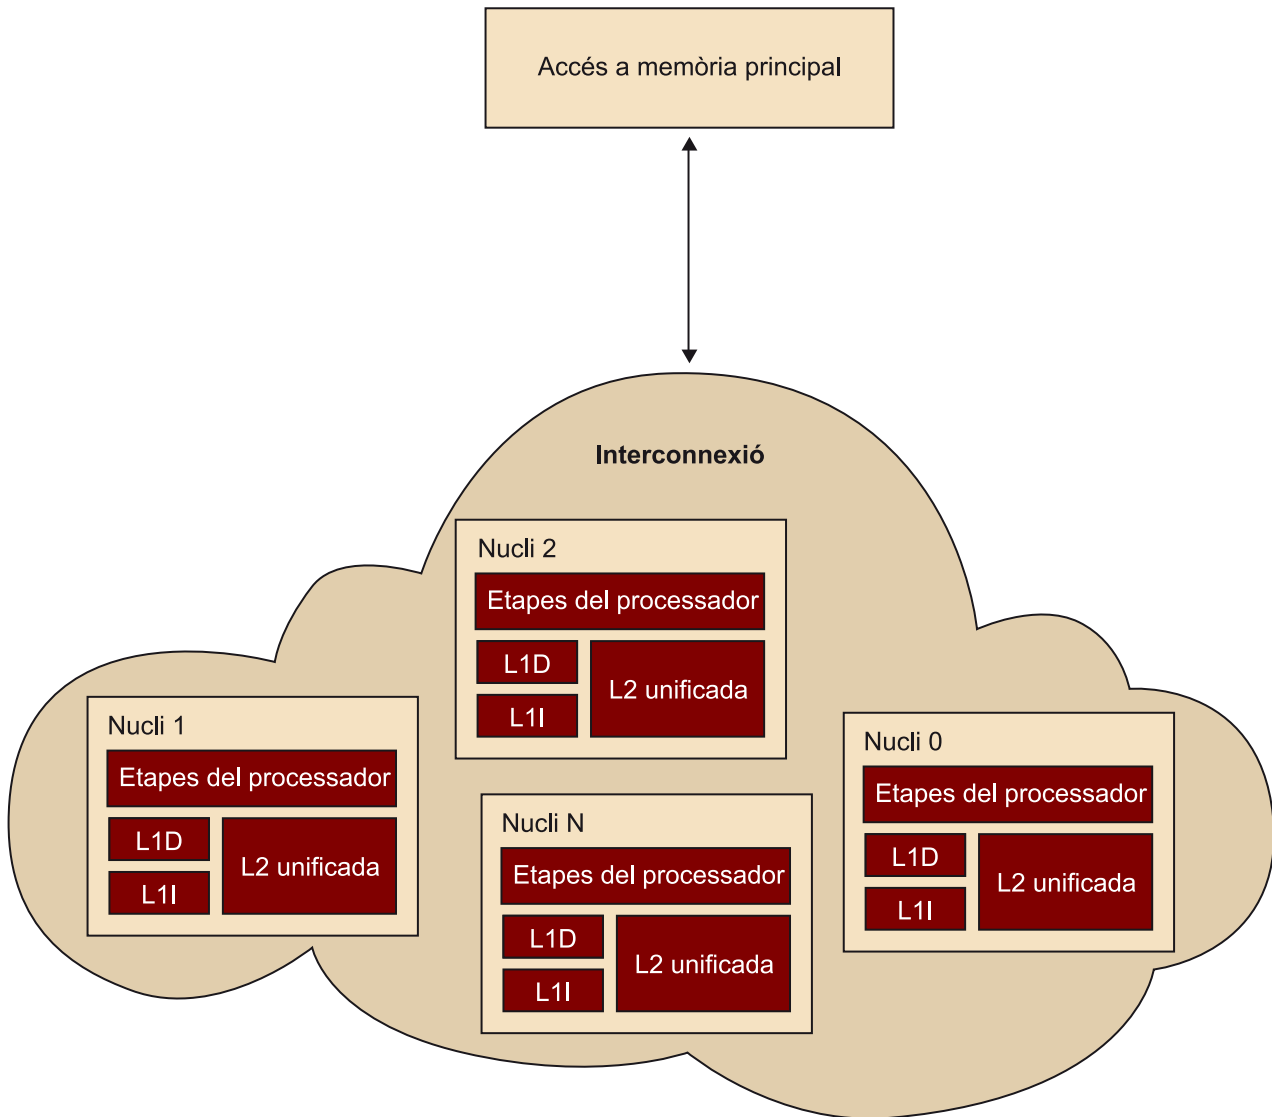 Accés a memòria principal
Interconnexió
Nucli 2
Etapes del processador
L1D
L2 unificada
L1I
Nucli 1
Etapes del processador
L1D
L2 unificada
L1I
Nucli 0
Etapes del processador
L1D
L2 unificada
L1I
Nucli N
Etapes del processador
L1D
L2 unificada
L1I